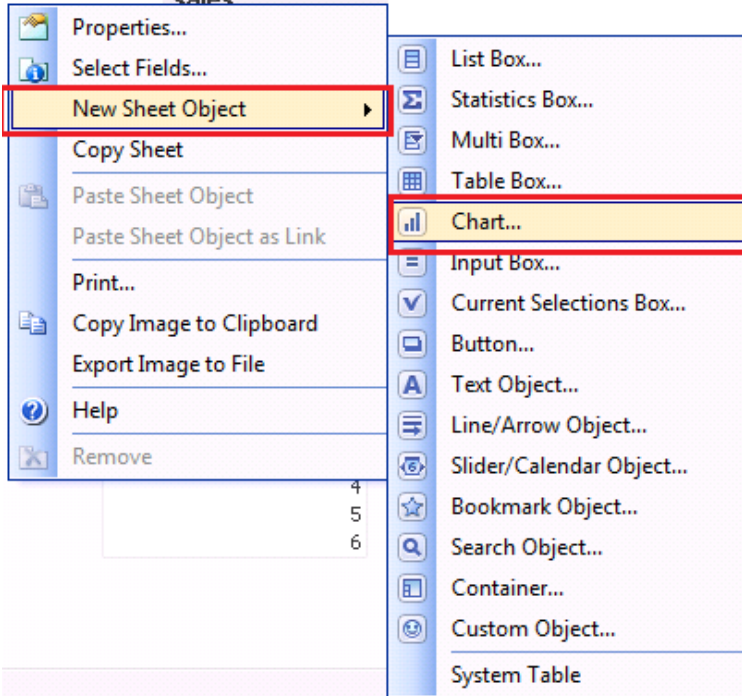 Sales
Properties...
Select Fields...
New Sheet Object
Copy Sheet
Paste Sheet Object
Paste Sheet Object as Link
Print...
Copy Image to Clipboard
Export Image to File
Help
Remove
4
5
6
List Box...
Statistics Box...
Multi Box...
Table Box...
Chart...
Input Box...
Current Selections Box...
Button...
Text Object...
Line/Arrow Object...
Slider/Calendar Object...
Bookmark Object...
Search Object...
Container...
Custom Object...
System Table